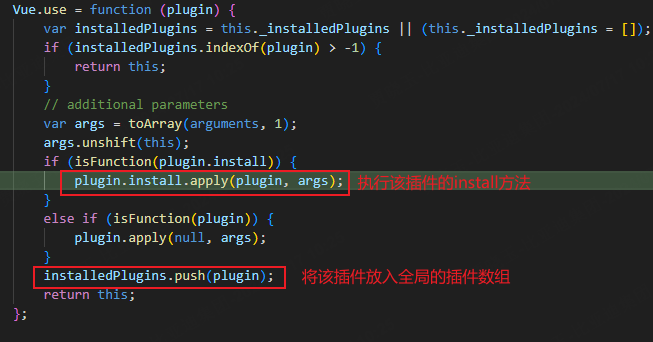 Vue.use = function (plugin) {
var installedPlugins = this._installedPlugins || (this._installedPlugins = []);
if (installedPlugins.indexOf(plugin) > -1) {
return this;
}
// additional parameters
var args = toArray(arguments, 1);
args.unshift(this);
if (isFunction(plugin.install)) {
plugin.install.apply(plugin, args); 执行该插件的install方法
}
else if (isFunction(plugin)) {
plugin.apply(null, args);
}
installedPlugins.push(plugin); 将该插件放入全局的插件数组
return this;
};